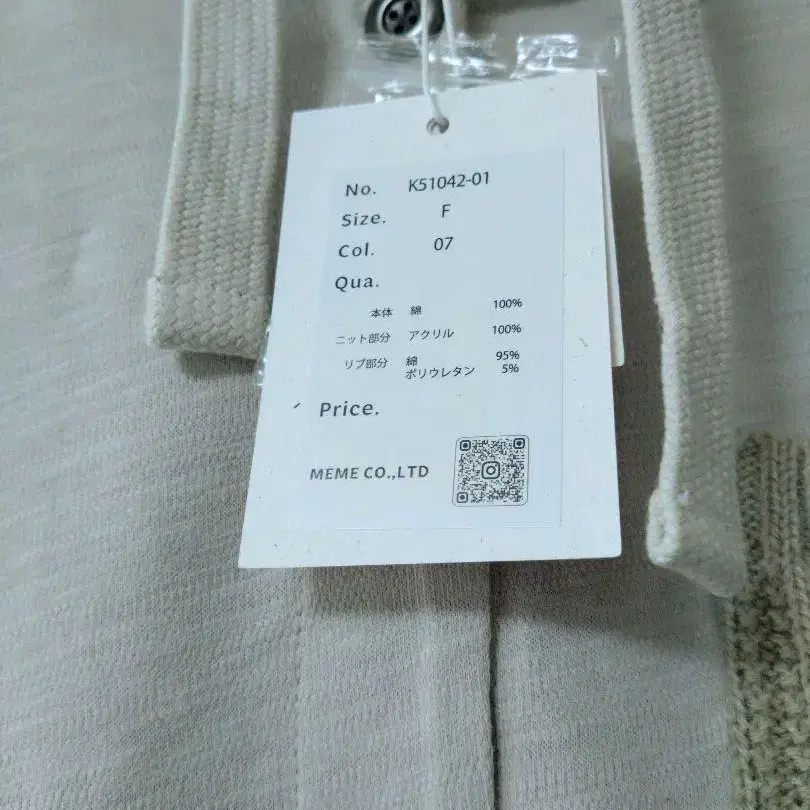 No. K51042-01
Size. F
Col. 07
Qua.
本体 綿 100%
ニット部分 アクリル 100%
リブ部分 綿 95%
ポリウレタン 5%
Price.
MEME CO.,LTD